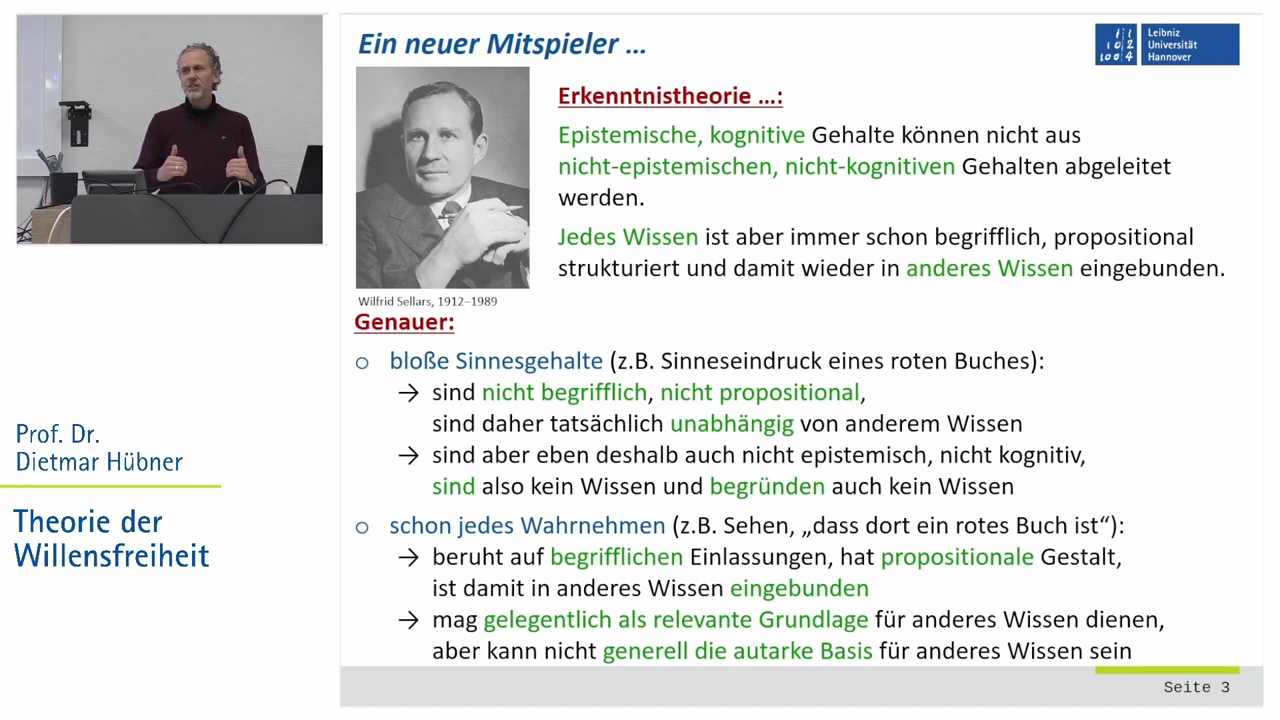 Ein neuer Mitspieler …
Leibniz
Universität
Hannover
Erkenntnistheorie …:
Epistemische, kognitive Gehalte können nicht aus
nicht-epistemischen, nicht-kognitiven Gehalten abgeleitet
werden.
Jedes Wissen ist aber immer schon begrifflich, propositional
strukturiert und damit wieder in anderes Wissen eingebunden.
Wilfrid Sellars, 1912–1989
Genauer:
o bloße Sinnesgehalte (z.B. Sinneseindruck eines roten Buches):
→ sind nicht begrifflich, nicht propositional,
sind daher tatsächlich unabhängig von anderem Wissen
→ sind aber eben deshalb auch nicht epistemisch, nicht kognitiv,
sind also kein Wissen und begründen auch kein Wissen
o schon jedes Wahrnehmen (z.B. Sehen, „dass dort ein rotes Buch ist“):
→ beruht auf begrifflichen Einlassungen, hat propositionale Gestalt,
ist damit in anderes Wissen eingebunden
→ mag gelegentlich als relevante Grundlage für anderes Wissen dienen,
aber kann nicht generell die autarke Basis für anderes Wissen sein
Prof. Dr.
Dietmar Hübner
Theorie der
Willensfreiheit
Seite 3